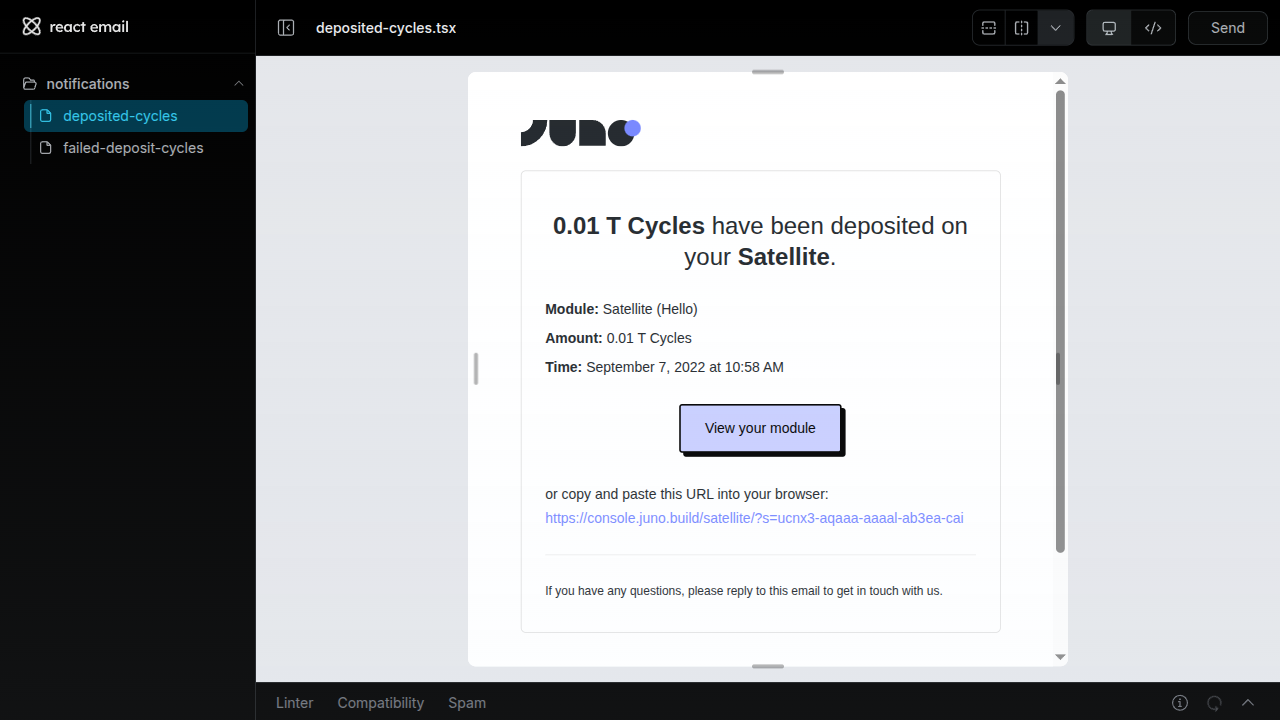 react email
deposited-cycles.tsx
Send
notifications
deposited-cycles
failed-deposit-cycles
JUNO
0.01 T Cycles have been deposited on
your Satellite.
Module: Satellite (Hello)
Amount: 0.01 T Cycles
Time: September 7, 2022 at 10:58 AM
View your module
or copy and paste this URL into your browser:
https://console.juno.build/satellite/?s=ucnx3-aqaaa-aaaal-ab3ea-cai
If you have any questions, please reply to this email to get in touch with us.
Linter
Compatibility
Spam